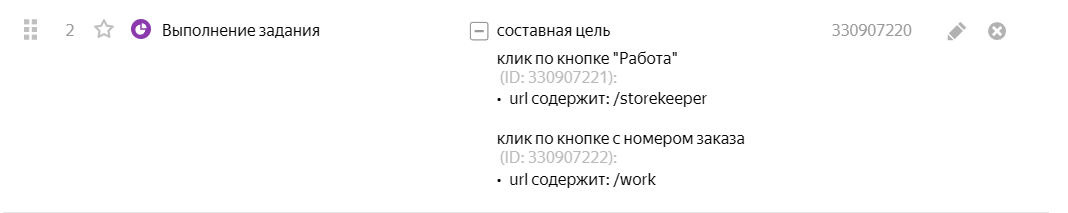 2 Выполнение задания составная цель 330907220
клик по кнопке "Работа"
(ID: 330907221):
• url содержит: /storekeeper
клик по кнопке с номером заказа
(ID: 330907222):
• url содержит: /work